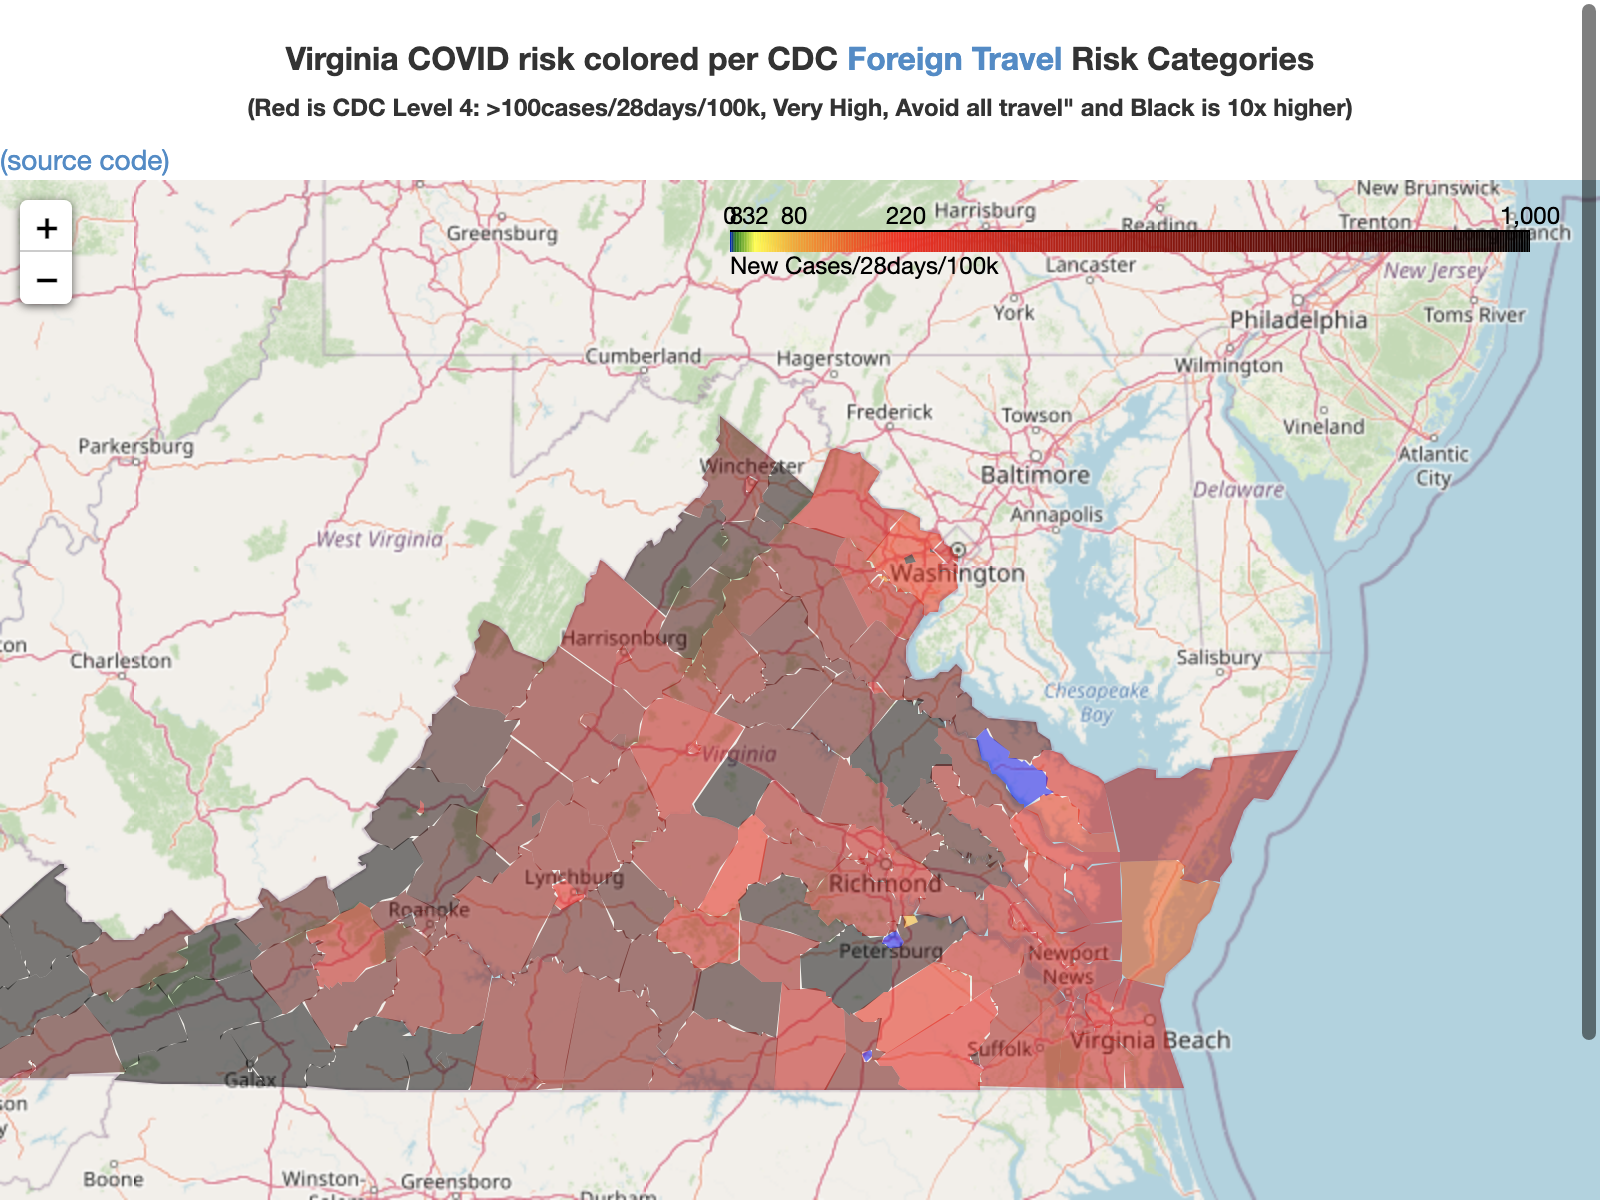 Virginia COVID risk colored per CDC Foreign Travel Risk Categories
(Red is CDC Level 4: >100cases/28days/100k, Very High, Avoid all travel" and Black is 10x higher)
(source code)
+
−
0 8 32 80 220 1,000
New Cases/28days/100k
New Brunswick
Harrisburg
Reading
Trenton
Greensburg
Lancaster
New Jersey
York
Philadelphia
Toms River
Cumberland
Hagerstown
Wilmington
Frederick
Towson
Vineland
Parkersburg
Atlantic
City
Winchester
Baltimore
Delaware
Annapolis
West Virginia
Washington
Harrisonburg
Charleston
Salisbury
Chesapeake
Bay
Virginia
Lynchburg
Richmond
Roanoke
Petersburg
Newport
News
Virginia Beach
Suffolk
Galax
Boone
Winston-
Salem
Greensboro
Durham